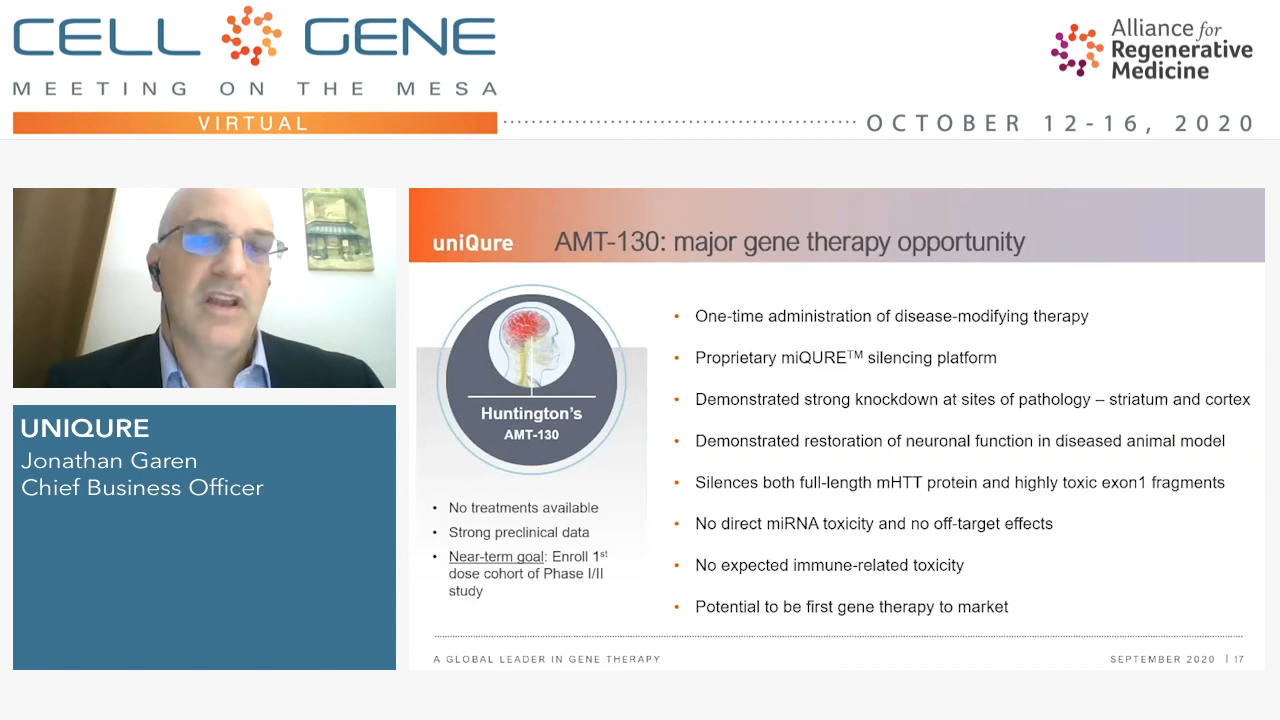 CELL GENE
MEETING ON THE MESA
VIRTUAL
Alliance for
Regenerative
Medicine
OCTOBER 12-16, 2020
UNIQURE
Jonathan Garen
Chief Business Officer
uniQure
AMT-130: major gene therapy opportunity
Huntington's
AMT-130
• No treatments available
• Strong preclinical data
• Near-term goal: Enroll 1st
dose cohort of Phase I/II
study
• One-time administration of disease-modifying therapy
• Proprietary miQURE™ silencing platform
• Demonstrated strong knockdown at sites of pathology – striatum and cortex
• Demonstrated restoration of neuronal function in diseased animal model
• Silences both full-length mHTT protein and highly toxic exon1 fragments
• No direct miRNA toxicity and no off-target effects
• No expected immune-related toxicity
• Potential to be first gene therapy to market
A GLOBAL LEADER IN GENE THERAPY
SEPTEMBER 2020 | 17